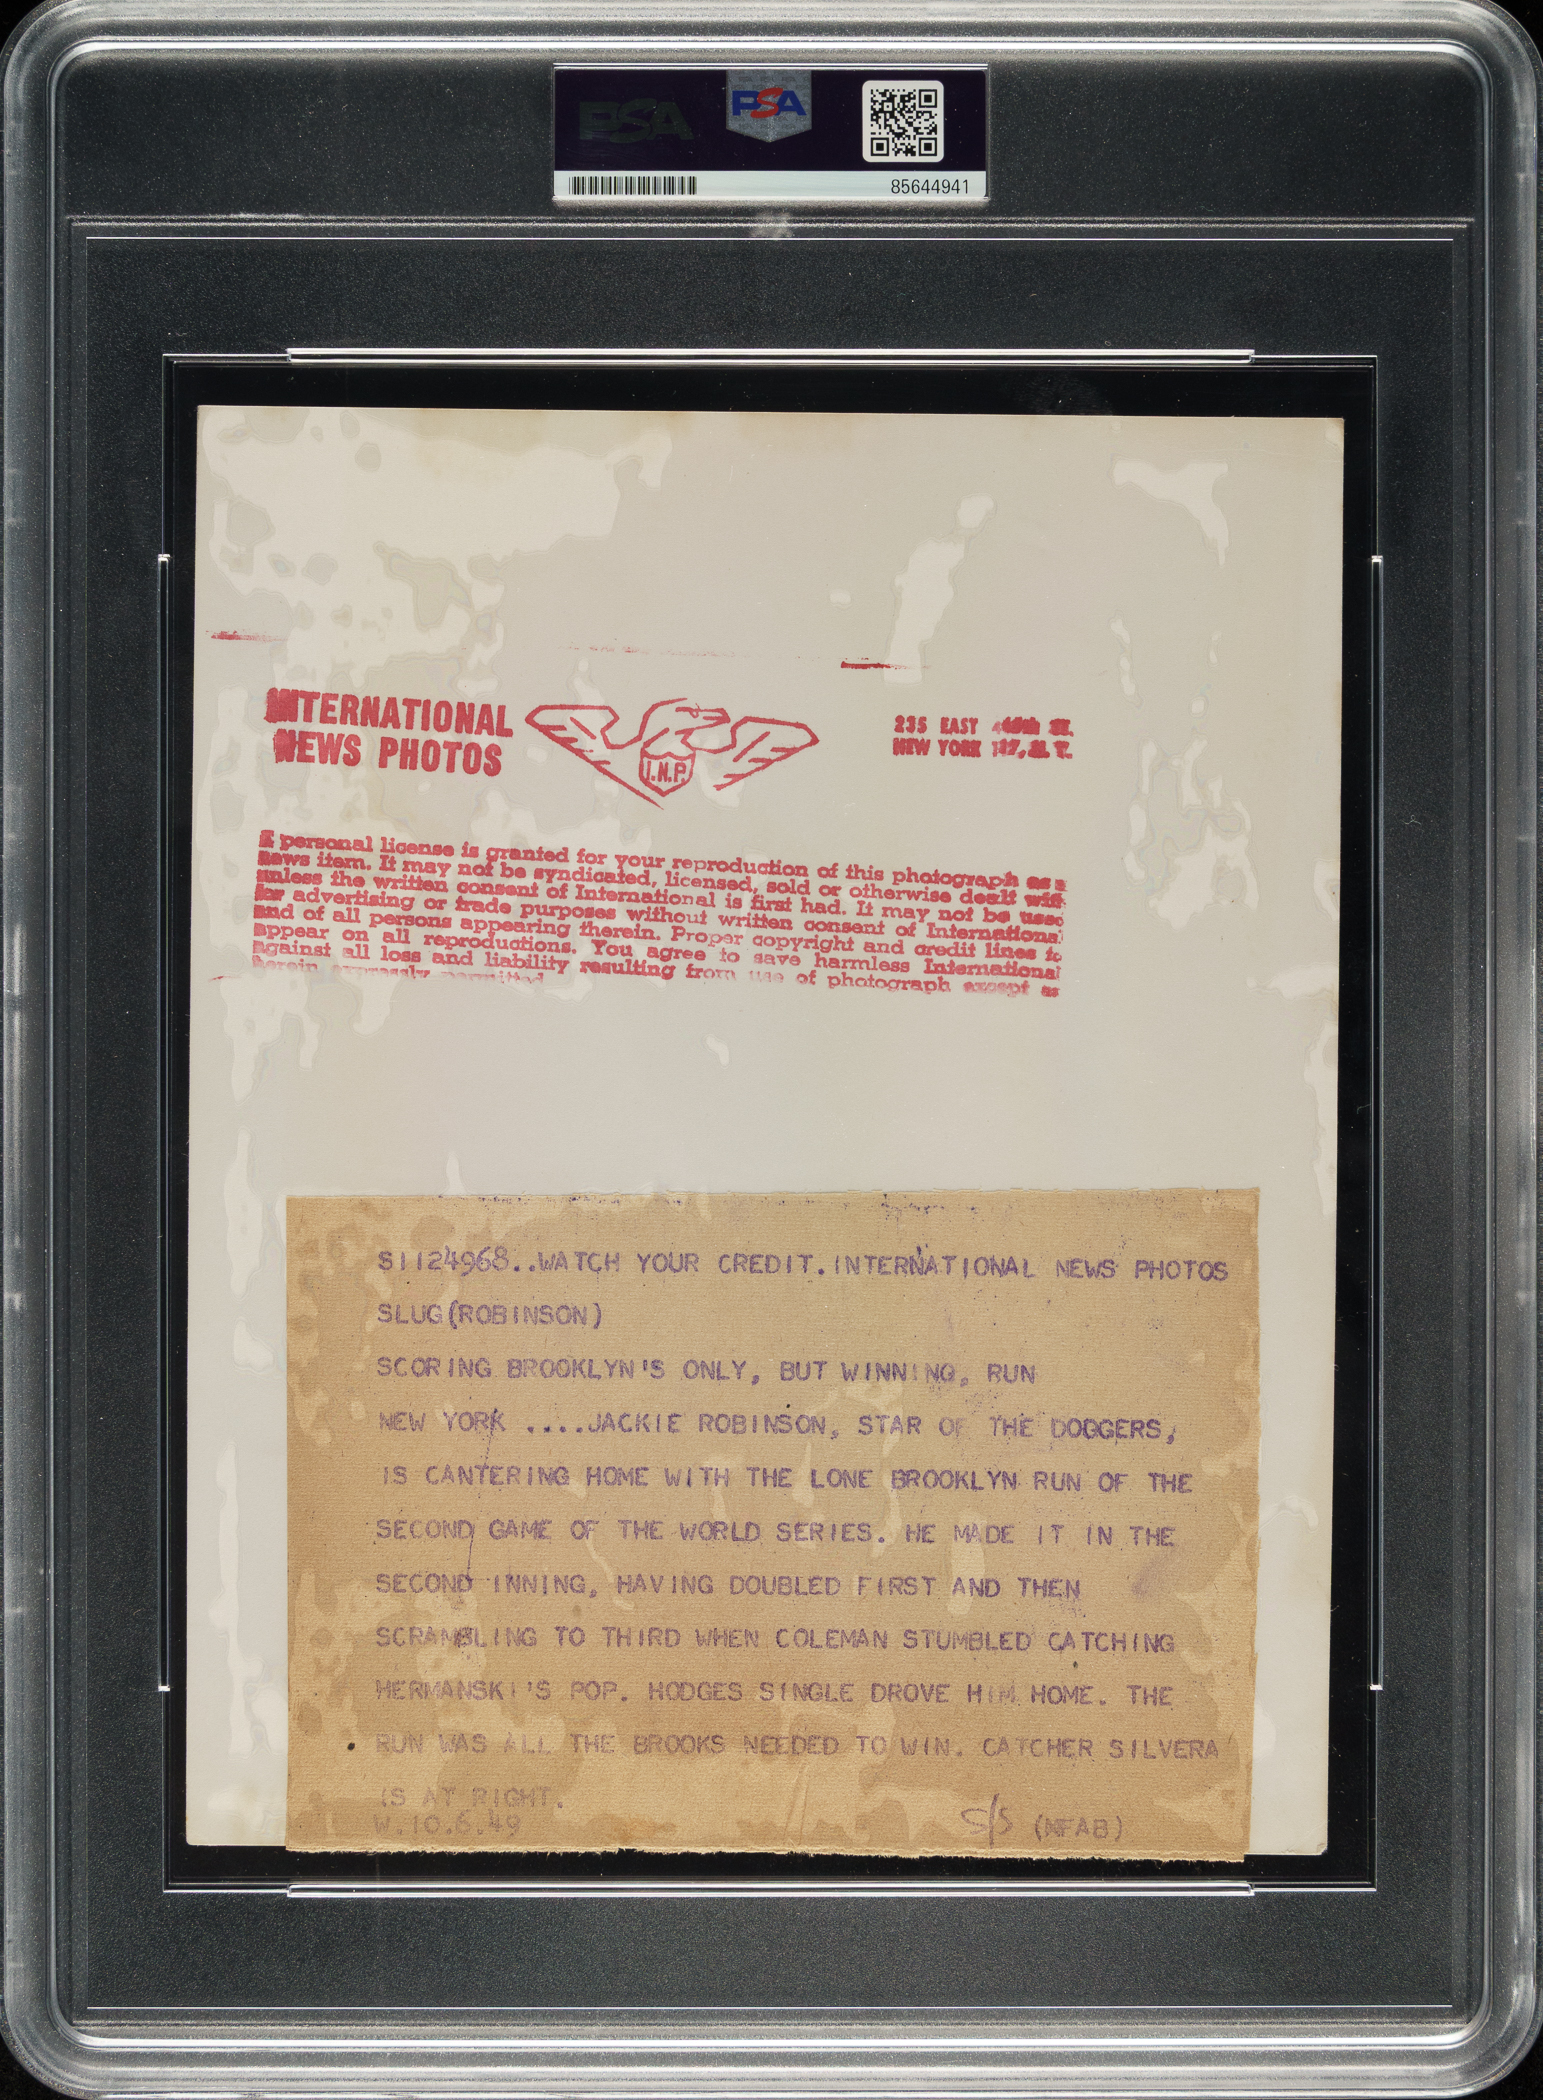 PSA
PSA
85644941
INTERNATIONAL
NEWS PHOTOS
I.N.P.
235 EAST 45th ST.
NEW YORK 17, N. Y.
A personal license is granted for your reproduction of this photograph as a
news item. It may not be syndicated, licensed, sold or otherwise dealt with
unless the written consent of International is first had. It may not be used
for advertising or trade purposes without written consent of International
and of all persons appearing therein. Proper copyright and credit lines to
appear on all reproductions. You agree to save harmless International
against all loss and liability resulting from use of photograph except as
herein expressly permitted
S1124968..WATCH YOUR CREDIT.INTERNATIONAL NEWS PHOTOS
SLUG(ROBINSON)
SCORING BROOKLYN'S ONLY, BUT WINNING, RUN
NEW YORK ....JACKIE ROBINSON, STAR OF THE DODGERS,
IS CANTERING HOME WITH THE LONE BROOKLYN RUN OF THE
SECOND GAME OF THE WORLD SERIES. HE MADE IT IN THE
SECOND INNING, HAVING DOUBLED FIRST AND THEN
SCRAMBLING TO THIRD WHEN COLEMAN STUMBLED CATCHING
HERMANSKI'S POP. HODGES SINGLE DROVE HIM HOME. THE
RUN WAS ALL THE BROOKS NEEDED TO WIN. CATCHER SILVERA
IS AT RIGHT.
W.10.6.49 S/S (NFAB)